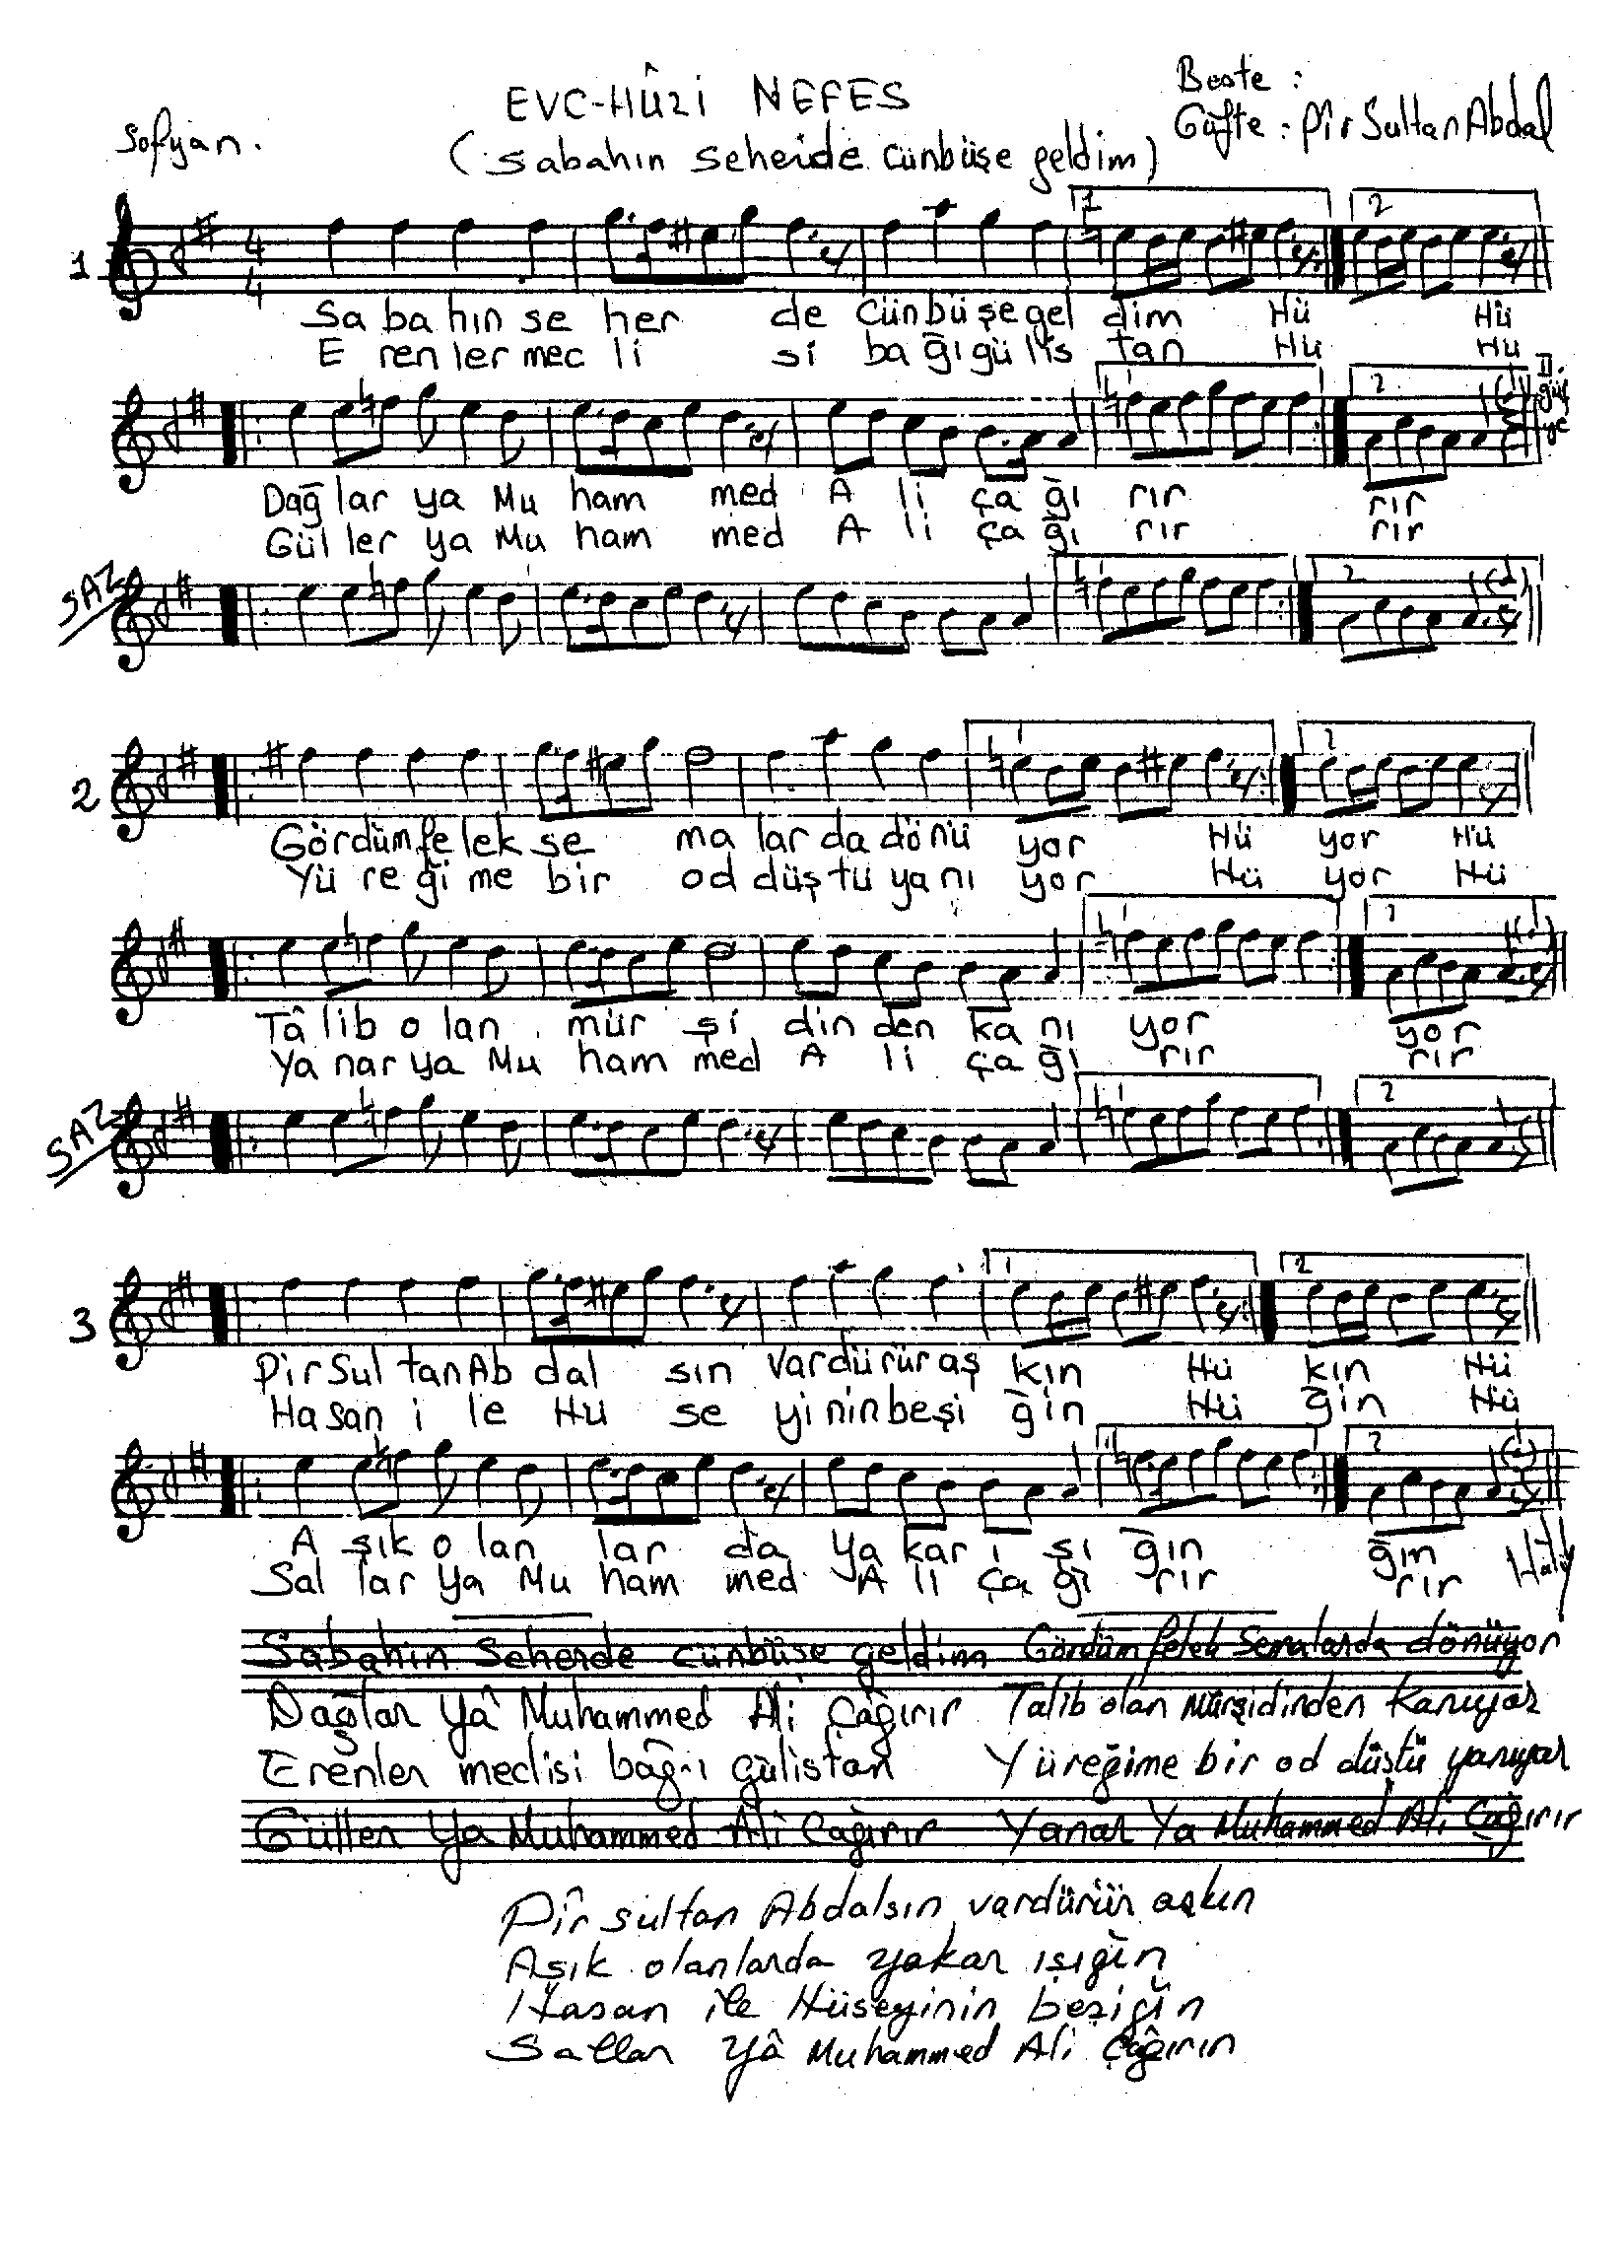 EVC-HÛZİ NEFES
Beste :
Sofyan.
Güfte : Pîr Sultan Abdal
(Sabahın seherde cünbüşe geldim)
1 2
1
4
4
Sa ba hın se her de cün bü şe gel dim Hü Hü
E ren ler mec li si ba ğı gü lis tan Hü Hü
1 2
II. güfteye
Dağ lar ya Mu ham med A li ça ğı rır rır
Gül ler ya Mu ham med A li ça ğı rır rır
SAZ
1 2
2
1 2
Gördüm fe lek se ma lar da dö nü yor Hü yor Hü
Yü re ği me bir od düş tü ya nı yor Hü yor Hü
1 2
Tâ lib o lan mür şi din den ka nı yor yor
Ya nar ya Mu ham med A li ça ğı rır rır
SAZ
1 2
3
1 2
Pir Sul tan Ab dal sın var dü rür aş kın Hü kın Hü
Ha san i le Hü se yi nin be şi ğin Hü ğin Hü
1 2
A şık o lan lar da ya kar ı şı ğın ğın
Sal lar ya Mu ham med A li ça ğı rır rır
Sabahın Seherde cünbüşe geldim
Dağlar Yâ Muhammed Ali Çağırır
Erenler meclisi bağ-ı gülistan
Güller Ya Muhammed Ali Çağırır
Gördüm felek Semalarda dönüyor
Talib olan Mürşidinden Kanıyor
Yüreğime bir od düştü yanıyor
Yanar Ya Muhammed Ali Çağırır
Pîr Sultan Abdalsın vardürür aşkın
Aşık olanlarda yakar ışığın
Hasan ile Hüseyinin beşiğin
Sallar Yâ Muhammed Ali Çağırır